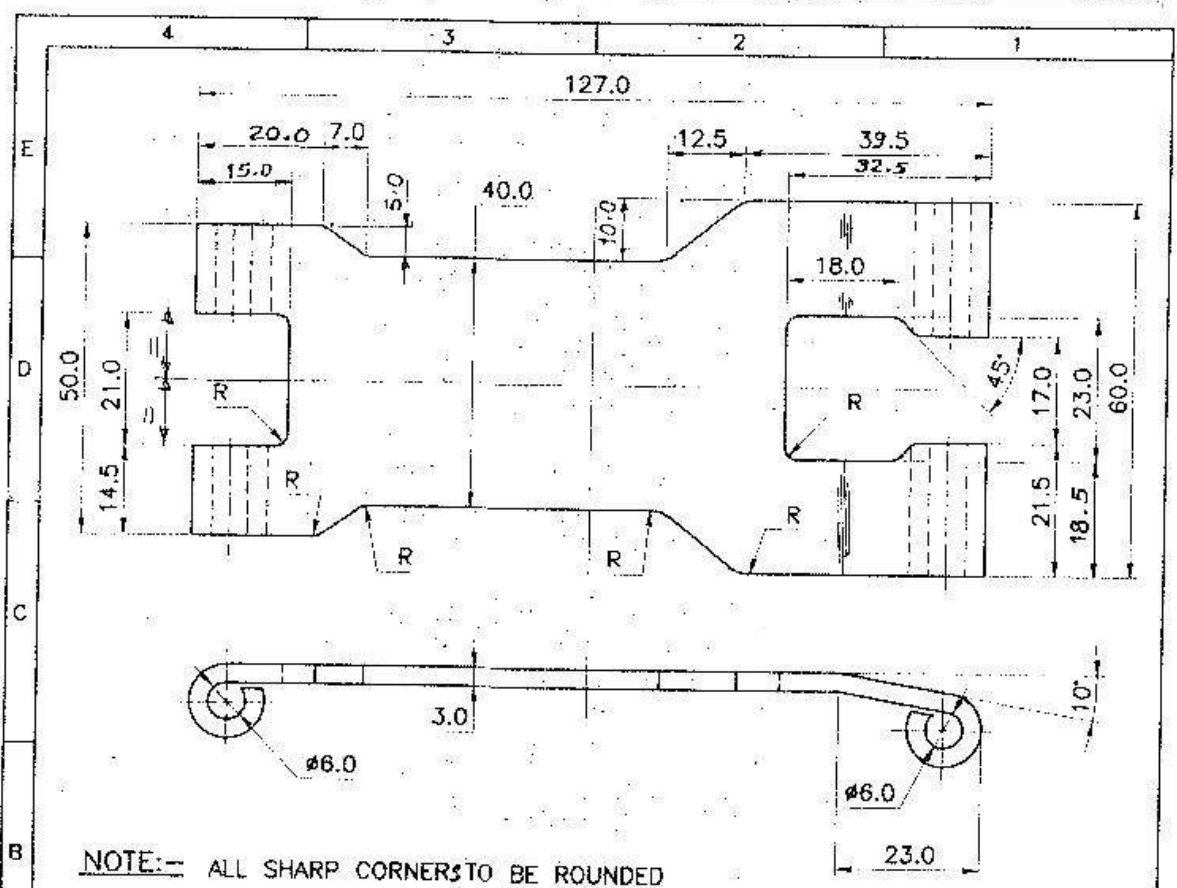 4 3 2 1
127.0
E
20.0 7.0 12.5 39.5
15.0 32.5
5.0 40.0 10.0
18.0
D
50.0 21.0 45° 17.0 23.0 60.0
R R
14.5 21.5 18.5
R R
R R
C
3.0 10°
ø6.0 ø6.0
B
23.0
NOTE:- ALL SHARP CORNERS TO BE ROUNDED